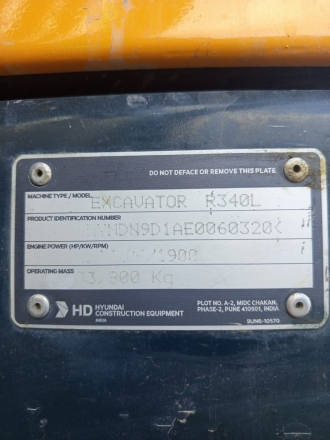 DO NOT DEFACE OR REMOVE THIS PLATE
MACHINE TYPE / MODEL
EXCAVATOR R340L
PRODUCT IDENTIFICATION NUMBER
ENGINE POWER (HP/KW/RPM)
1900
OPERATING MASS
Kg
HD HYUNDAI
CONSTRUCTION EQUIPMENT
INDIA
PLOT NO. A-2, MIDC CHAKAN,
PHASE-2, PUNE 410501, INDIA
9UN6-10570